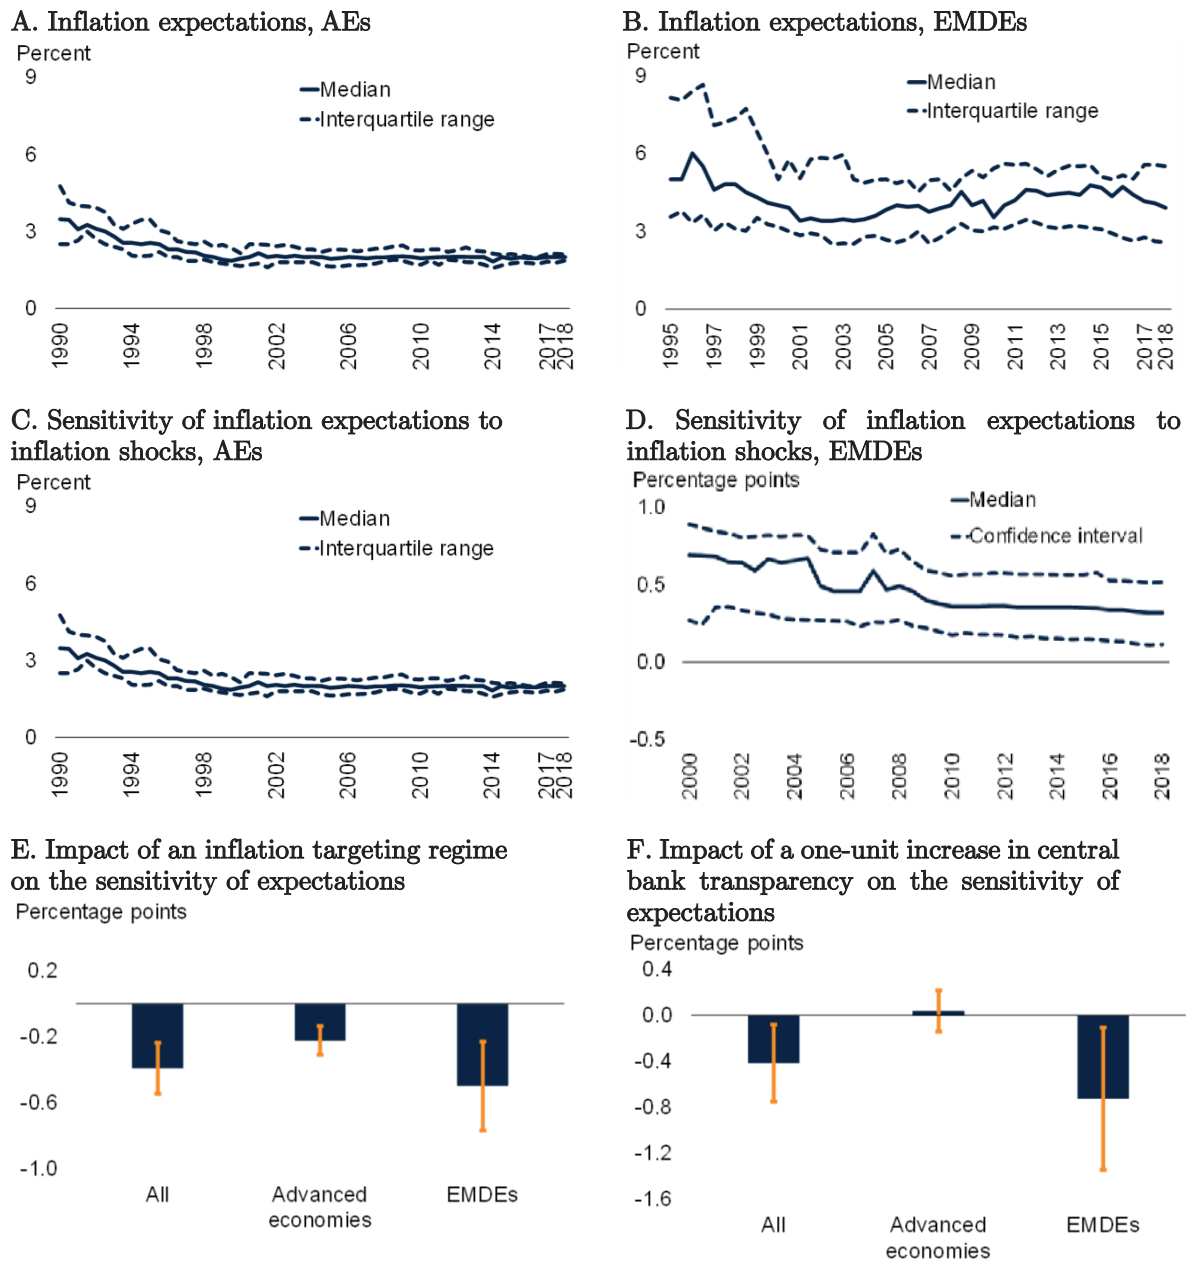 A. Inflation expectations, AEs
Percent
9
6
3
0
Median
Interquartile range
1990
1994
1998
2002
2006
2010
2014
2017
2018
B. Inflation expectations, EMDEs
Percent
9
6
3
0
Median
Interquartile range
1995
1997
1999
2001
2003
2005
2007
2009
2011
2013
2015
2017
2018
C. Sensitivity of inflation expectations to
inflation shocks, AEs
Percent
9
6
3
0
Median
Interquartile range
1990
1994
1998
2002
2006
2010
2014
2017
2018
D. Sensitivity of inflation expectations to
inflation shocks, EMDEs
Percentage points
1.0
0.5
0.0
-0.5
Median
Confidence interval
2000
2002
2004
2006
2008
2010
2012
2014
2016
2018
E. Impact of an inflation targeting regime
on the sensitivity of expectations
Percentage points
0.2
-0.2
-0.6
-1.0
All
Advanced
economies
EMDEs
F. Impact of a one-unit increase in central
bank transparency on the sensitivity of
expectations
Percentage points
0.4
0.0
-0.4
-0.8
-1.2
-1.6
All
Advanced
economies
EMDEs